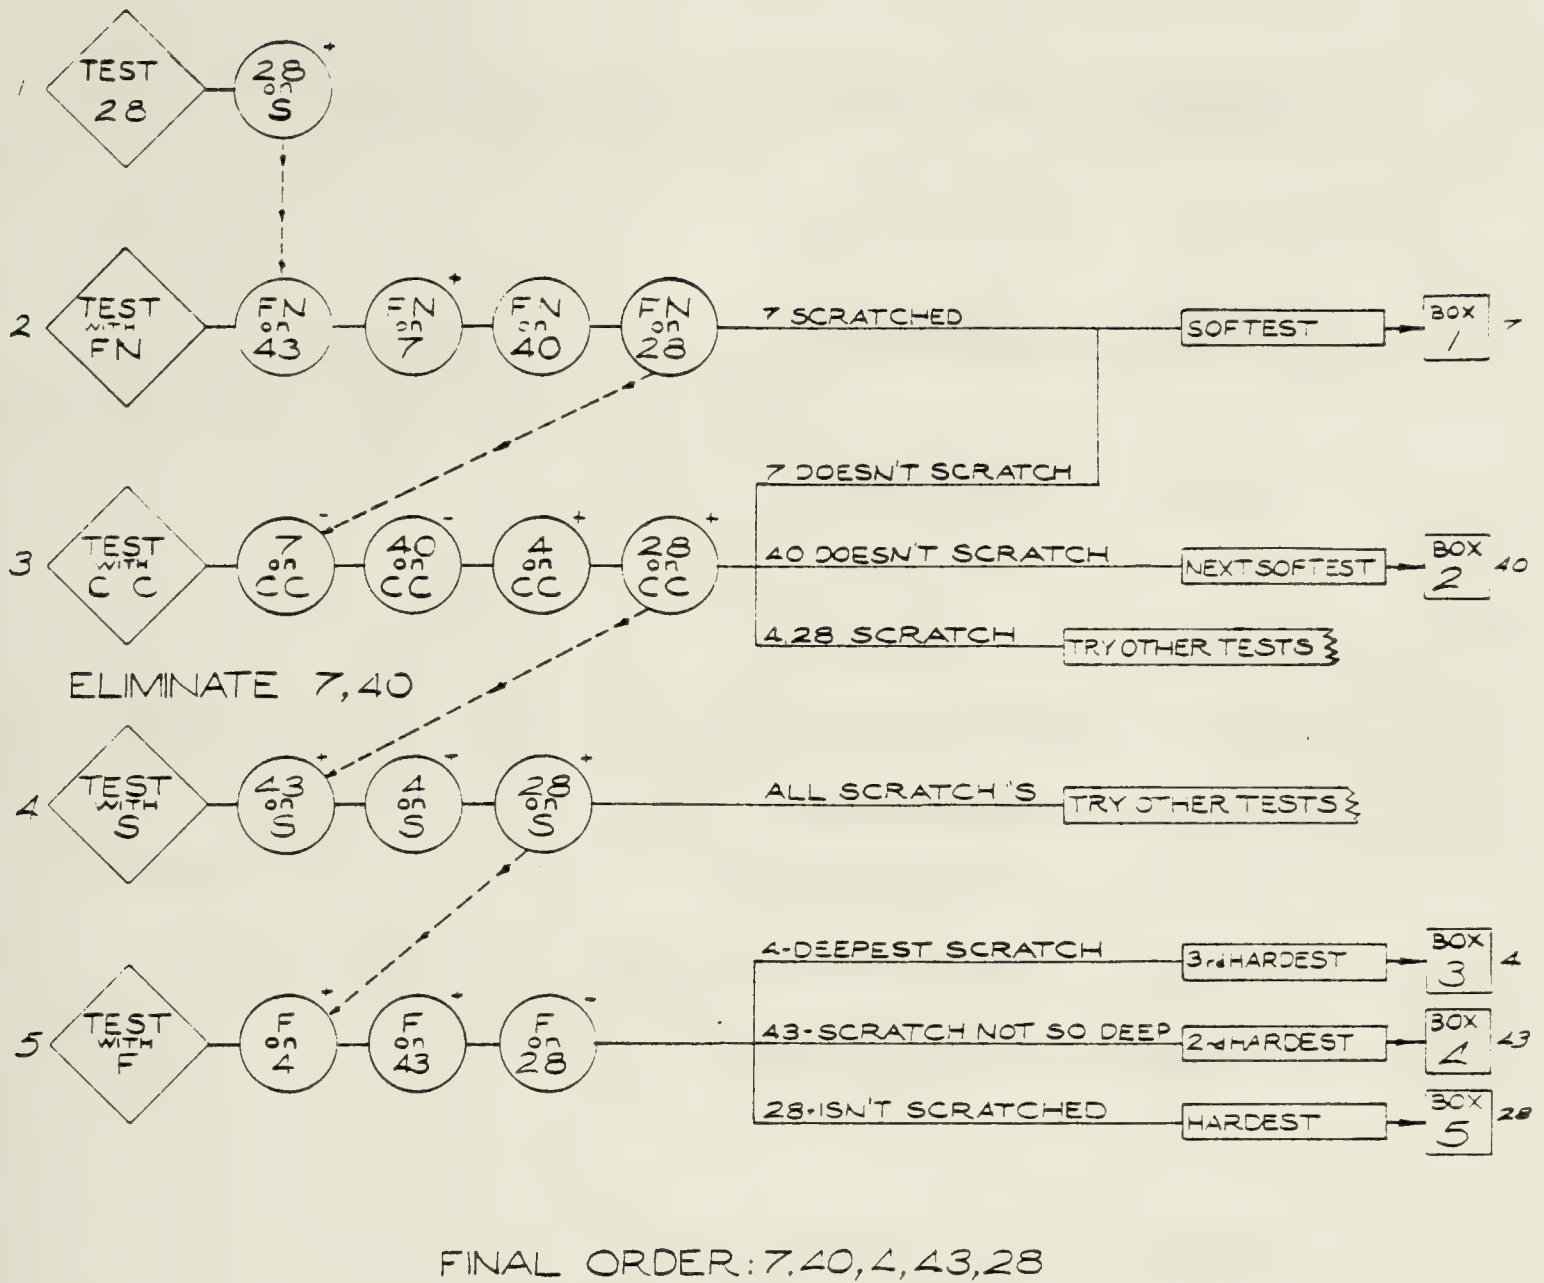 1
TEST
28
28
on
S
+
2
TEST
WITH
FN
FN
on
43
FN
on
7
+
FN
on
40
FN
on
28
7 SCRATCHED
SOFTEST
BOX
1
7
7 DOESN'T SCRATCH
3
TEST
WITH
C C
7
on
CC
-
40
on
CC
-
4
on
CC
+
28
on
CC
+
40 DOESN'T SCRATCH
NEXT SOFTEST
BOX
2
40
4,28 SCRATCH
TRY OTHER TESTS
ELIMINATE 7,40
4
TEST
WITH
S
43
on
S
+
4
on
S
-
28
on
S
+
ALL SCRATCH 'S
TRY OTHER TESTS
5
TEST
WITH
F
F
on
4
+
F
on
43
+
F
on
28
-
4-DEEPEST SCRATCH
3rd HARDEST
BOX
3
4
43-SCRATCH NOT SO DEEP
2nd HARDEST
BOX
4
43
28-ISN'T SCRATCHED
HARDEST
BOX
5
28
FINAL ORDER: 7,40,4,43,28